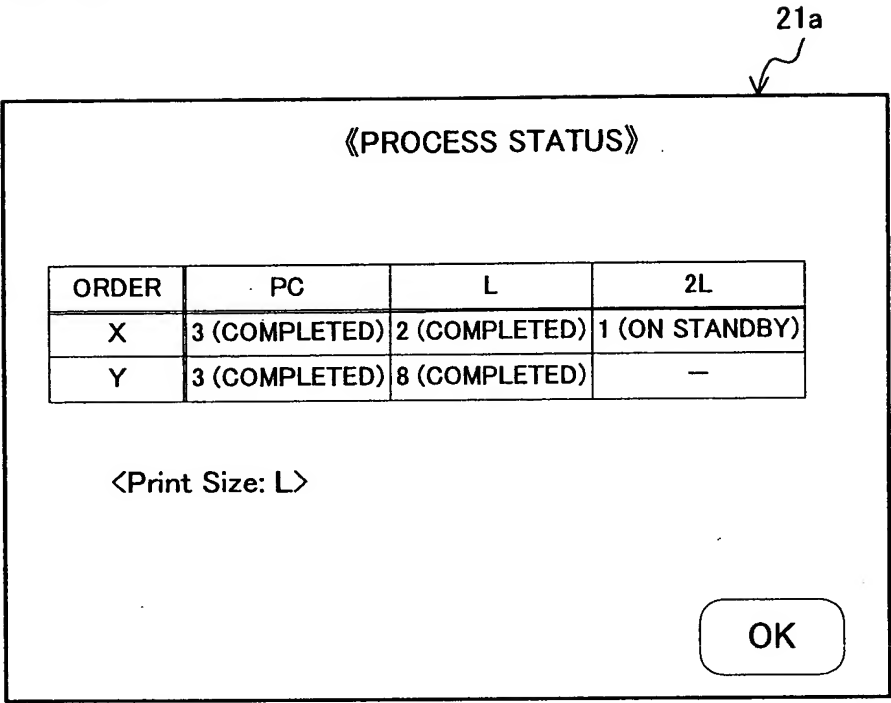 21a
《PROCESS STATUS》
ORDER PC L 2L
X 3 (COMPLETED) 2 (COMPLETED) 1 (ON STANDBY)
Y 3 (COMPLETED) 8 (COMPLETED) —
<Print Size: L>
OK